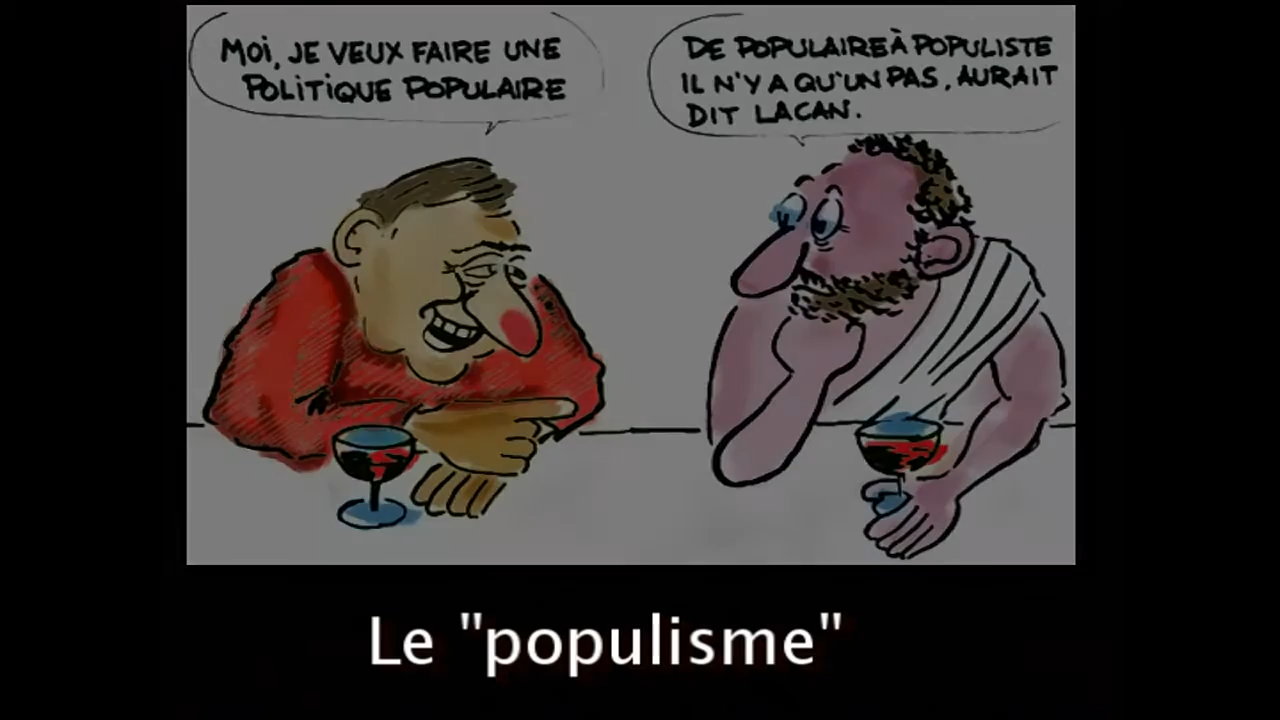 MOI, JE VEUX FAIRE UNE
POLITIQUE POPULAIRE
DE POPULAIRE À POPULISTE
IL N'Y A QU'UN PAS, AURAIT
DIT LACAN.
Le "populisme"